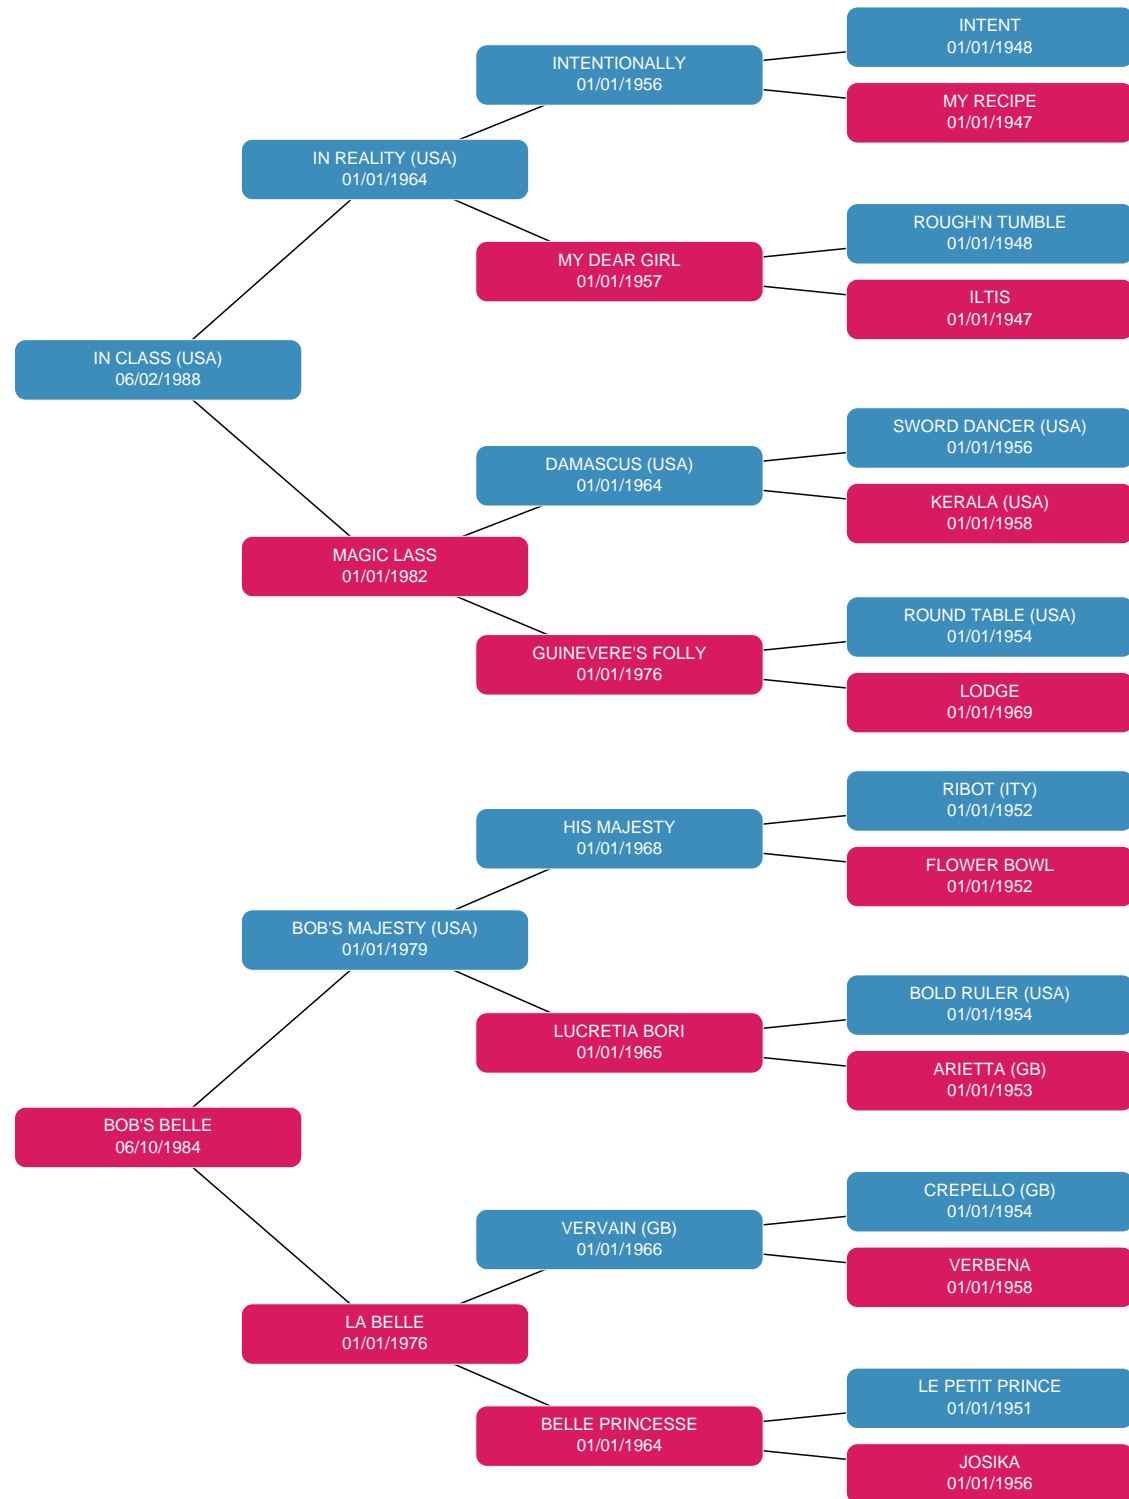 INTENT
01/01/1948
INTENTIONALLY
01/01/1956
MY RECIPE
01/01/1947
IN REALITY (USA)
01/01/1964
ROUGH'N TUMBLE
01/01/1948
MY DEAR GIRL
01/01/1957
ILTIS
01/01/1947
IN CLASS (USA)
06/02/1988
SWORD DANCER (USA)
01/01/1956
DAMASCUS (USA)
01/01/1964
KERALA (USA)
01/01/1958
MAGIC LASS
01/01/1982
ROUND TABLE (USA)
01/01/1954
GUINEVERE'S FOLLY
01/01/1976
LODGE
01/01/1969
RIBOT (ITY)
01/01/1952
HIS MAJESTY
01/01/1968
FLOWER BOWL
01/01/1952
BOB'S MAJESTY (USA)
01/01/1979
BOLD RULER (USA)
01/01/1954
LUCRETIA BORI
01/01/1965
ARIETTA (GB)
01/01/1953
BOB'S BELLE
06/10/1984
CREPELLO (GB)
01/01/1954
VERVAIN (GB)
01/01/1966
VERBENA
01/01/1958
LA BELLE
01/01/1976
LE PETIT PRINCE
01/01/1951
BELLE PRINCESSE
01/01/1964
JOSIKA
01/01/1956